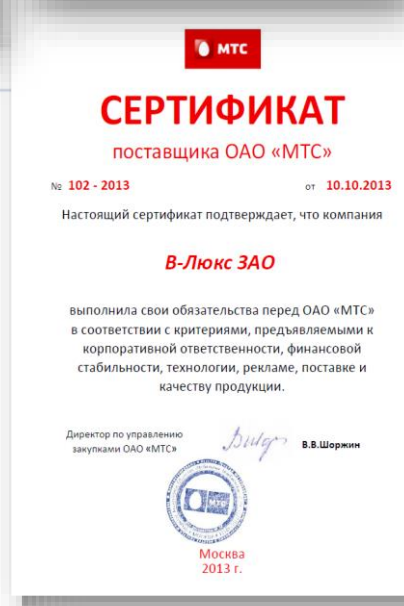 МТС
СЕРТИФИКАТ
поставщика ОАО «МТС»
№ 102 - 2013 от 10.10.2013
Настоящий сертификат подтверждает, что компания
В-Люкс ЗАО
выполнила свои обязательства перед ОАО «МТС»
в соответствии с критериями, предъявляемыми к
корпоративной ответственности, финансовой
стабильности, технологии, рекламе, поставке и
качеству продукции.
Директор по управлению
закупками ОАО «МТС»
В.В.Шоржин
Москва
2013 г.